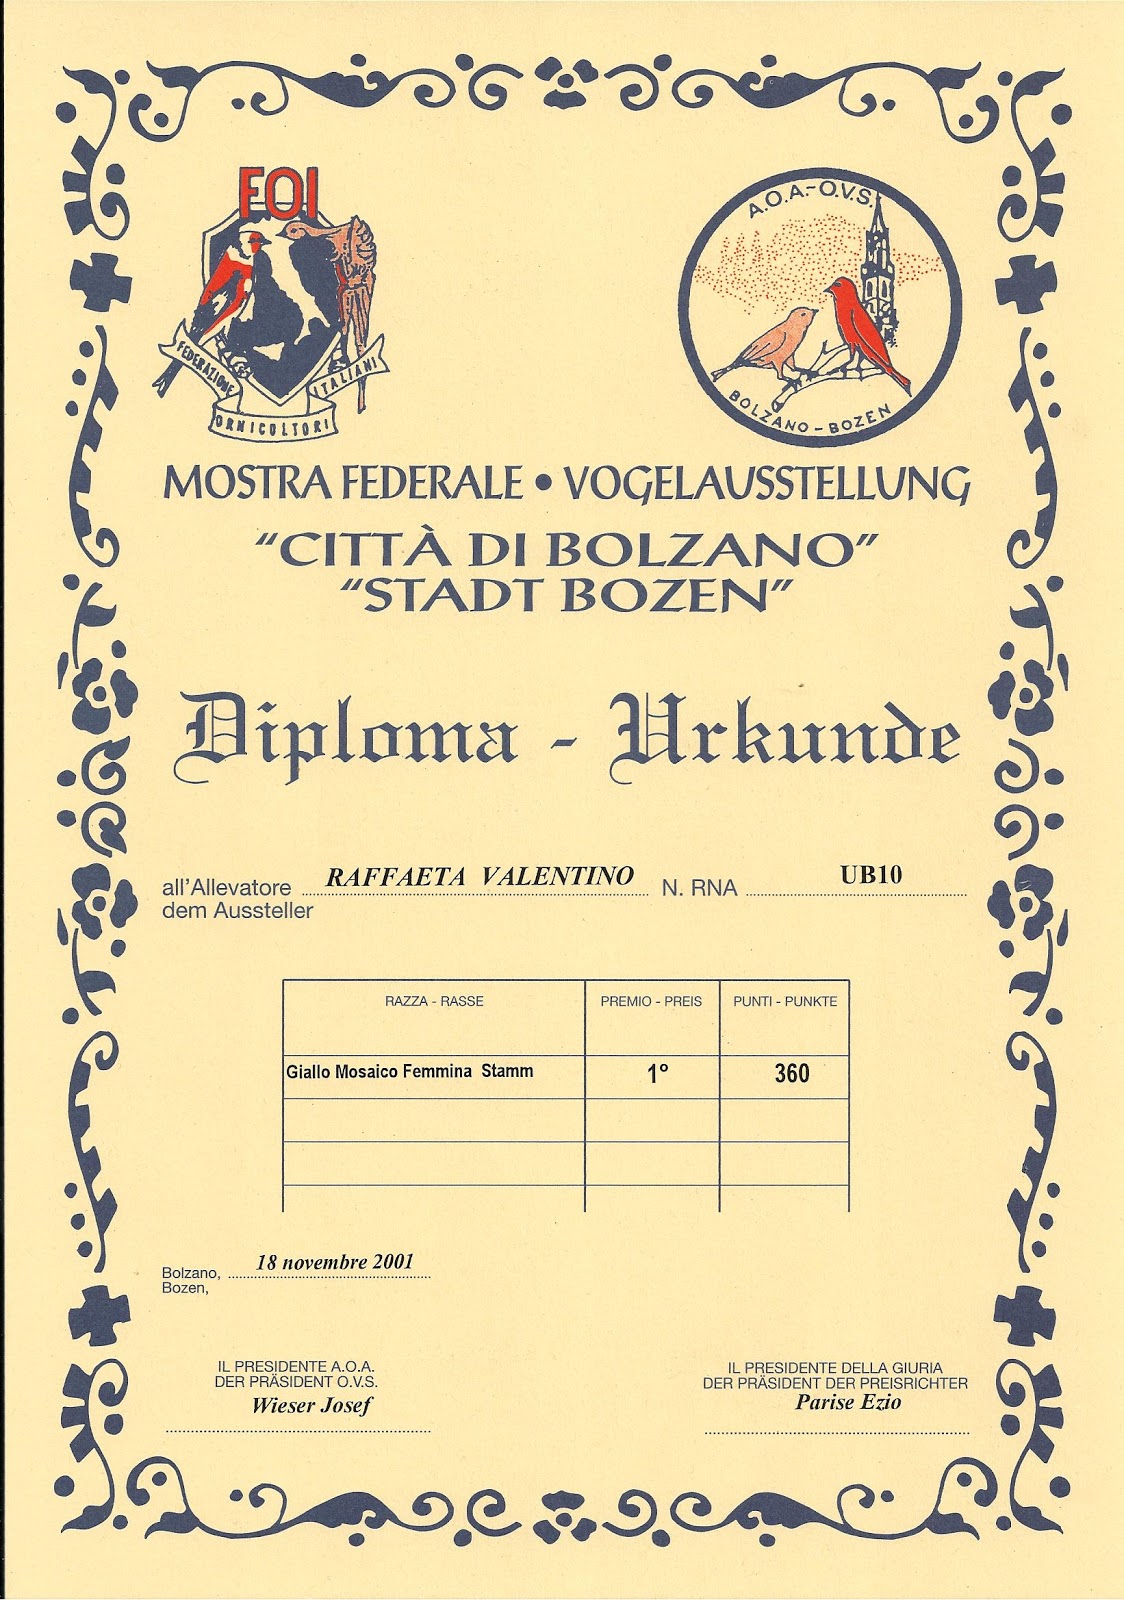 FOI
FEDERAZIONE
ORNICOLTORI
ITALIANI
A.O.A.-O.V.S.
BOLZANO - BOZEN
MOSTRA FEDERALE • VOGELAUSSTELLUNG
"CITTÀ DI BOLZANO"
"STADT BOZEN"
Diploma - Urkunde
all'Allevatore RAFFAETA VALENTINO N. RNA UB10
dem Aussteller
RAZZA - RASSE PREMIO - PREIS PUNTI - PUNKTE
Giallo Mosaico Femmina Stamm 1° 360
Bolzano, 18 novembre 2001
Bozen,
IL PRESIDENTE A.O.A.
DER PRÄSIDENT O.V.S.
Wieser Josef
IL PRESIDENTE DELLA GIURIA
DER PRÄSIDENT DER PREISRICHTER
Parise Ezio